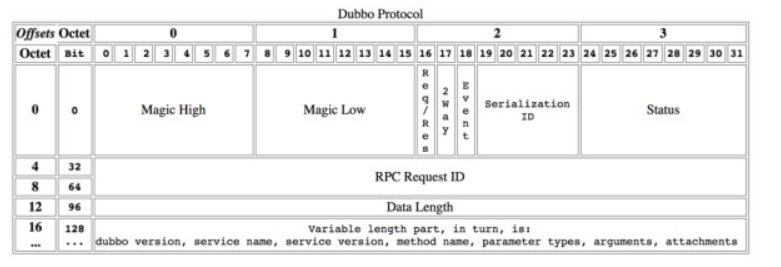 Dubbo Protocol
Offsets Octet 0 1 2 3
Octet Bit 0 1 2 3 4 5 6 7 8 9 10 11 12 13 14 15 16 17 18 19 20 21 22 23 24 25 26 27 28 29 30 31
0 0 Magic High Magic Low Req/Res 2Way Event Serialization ID Status
4 32
RPC Request ID
8 64
12 96 Data Length
16 128 Variable length part, in turn, is:
... ... dubbo version, service name, service version, method name, parameter types, arguments, attachments